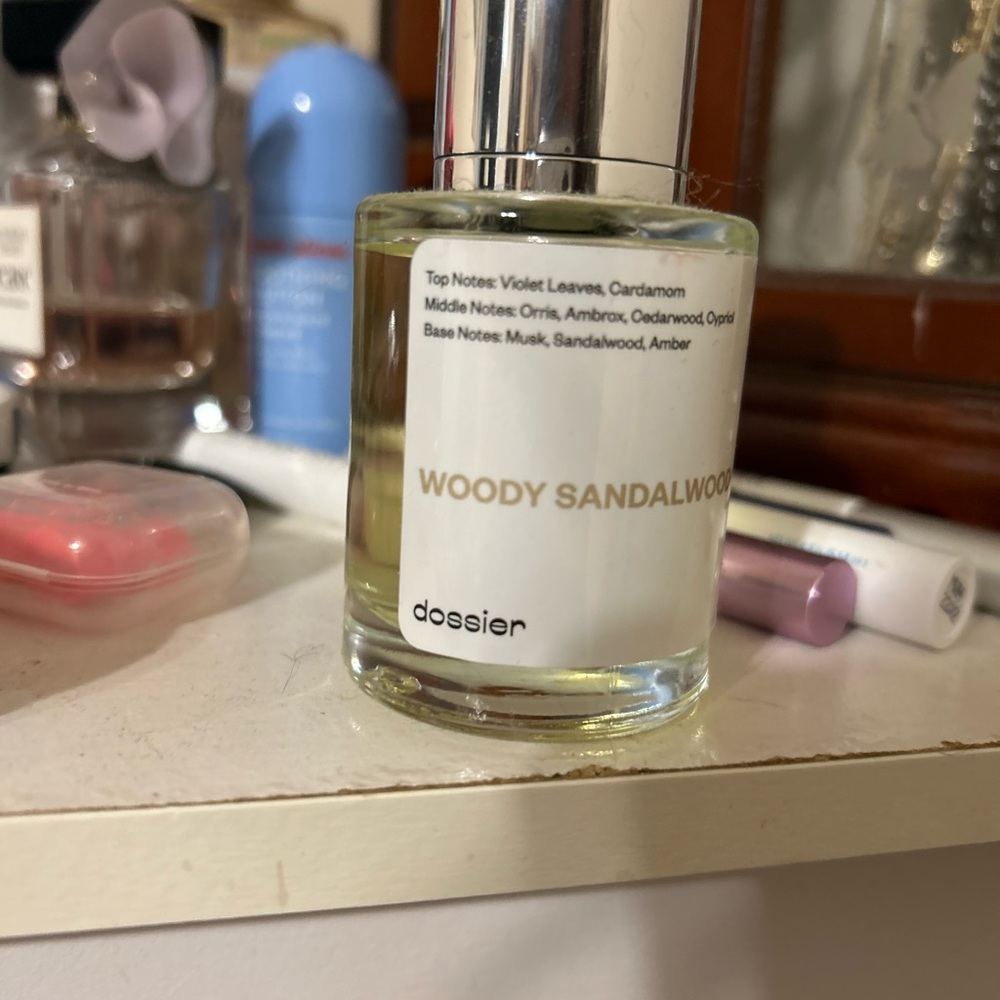 Top Notes: Violet Leaves, Cardamom
Middle Notes: Orris, Ambrox, Cedarwood, Cypriol
Base Notes: Musk, Sandalwood, Amber
WOODY SANDALWOOD
dossier